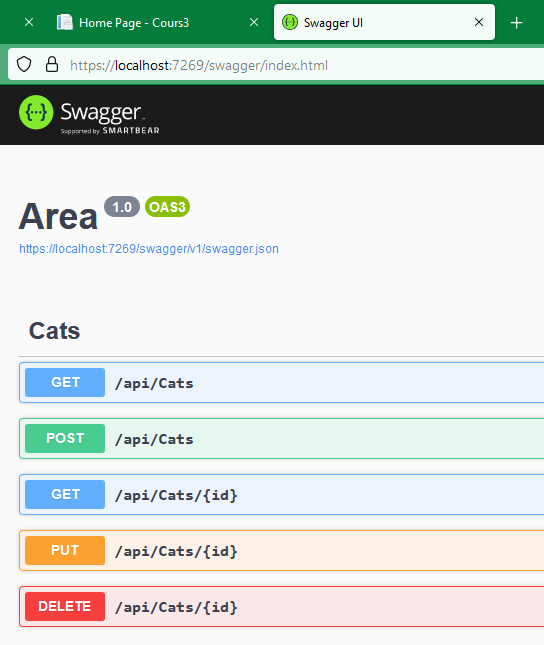 Home Page - Cours3
Swagger UI
https://localhost:7269/swagger/index.html
Swagger
Supported by SMARTBEAR
Area 1.0 OAS3
https://localhost:7269/swagger/v1/swagger.json
Cats
GET /api/Cats
POST /api/Cats
GET /api/Cats/{id}
PUT /api/Cats/{id}
DELETE /api/Cats/{id}